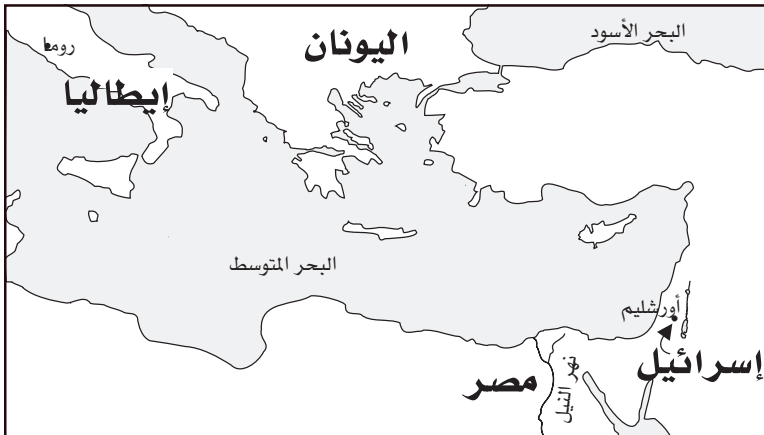 البحر الأسود
اليونان
روما
إيطاليا
البحر المتوسط
أورشليم
إسرائيل
مصر
نهر النيل